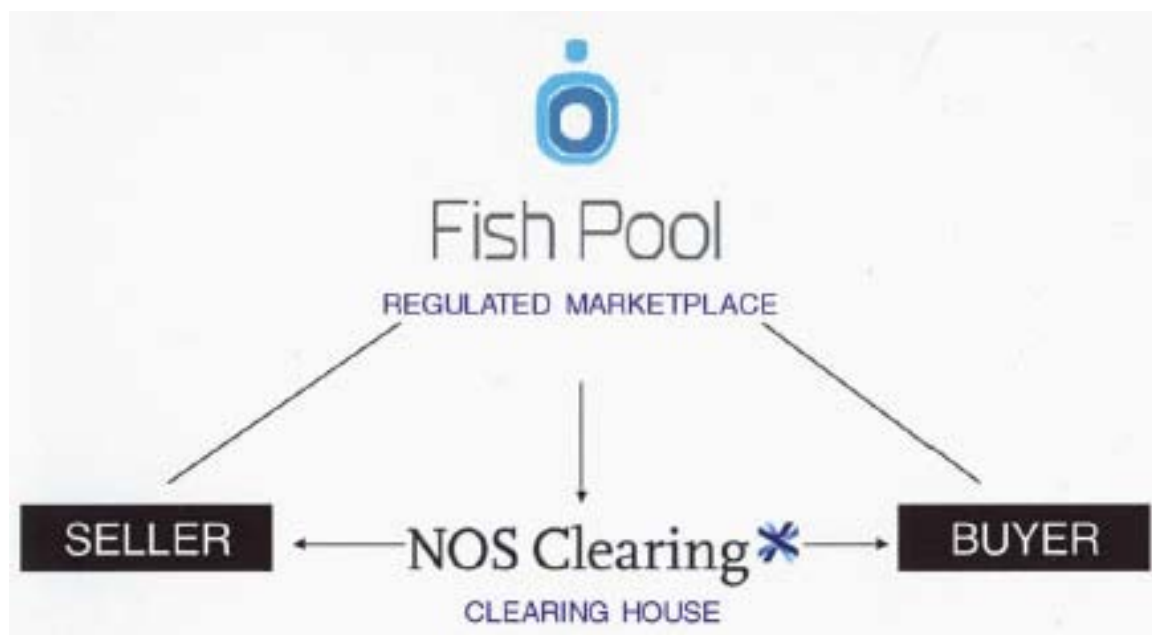 Fish Pool
REGULATED MARKETPLACE
SELLER
NOS Clearing
BUYER
CLEARING HOUSE